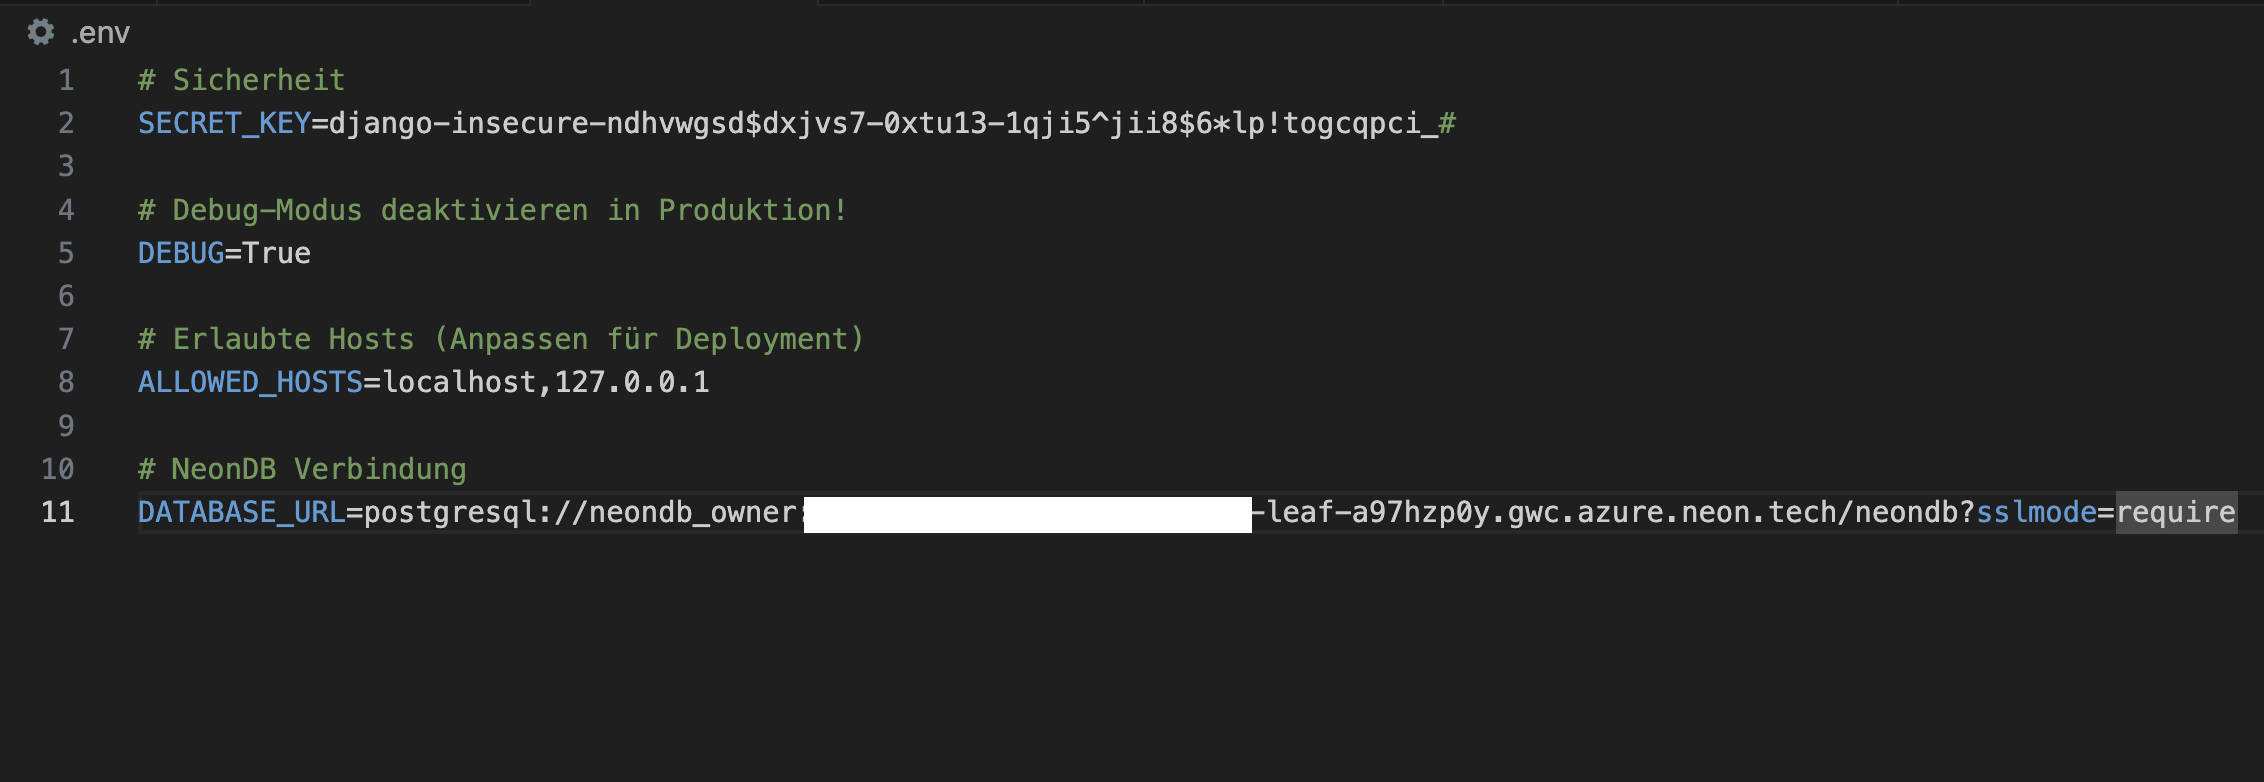 .env
1 # Sicherheit
2 SECRET_KEY=django-insecure-ndhvwgsd$dxjvs7-0xtu13-1qji5^jii8$6*lp!togcqpci_#
3
4 # Debug-Modus deaktivieren in Produktion!
5 DEBUG=True
6
7 # Erlaubte Hosts (Anpassen für Deployment)
8 ALLOWED_HOSTS=localhost,127.0.0.1
9
10 # NeonDB Verbindung
11 DATABASE_URL=postgresql://neondb_owner: -leaf-a97hzp0y.gwc.azure.neon.tech/neondb?sslmode=require